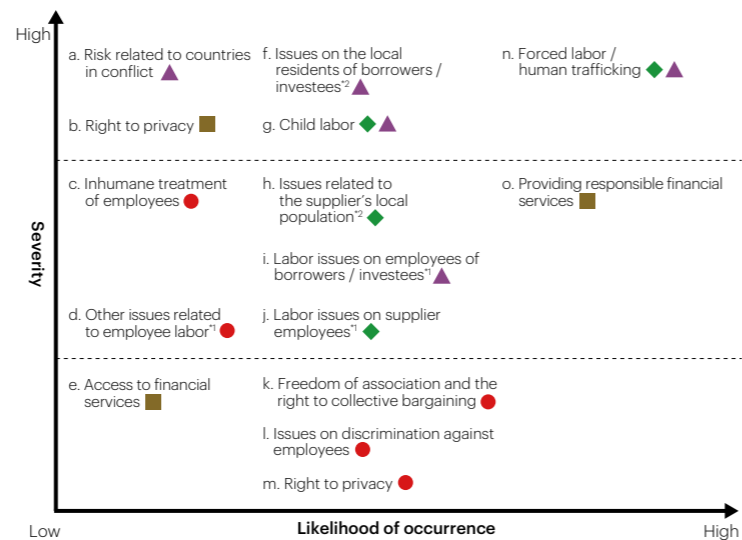 High
a. Risk related to countries
in conflict
f. Issues on the local
residents of borrowers /
investees*2
n. Forced labor /
human trafficking
b. Right to privacy
g. Child labor
c. Inhumane treatment
of employees
h. Issues related to
the supplier's local
population*2
o. Providing responsible financial
services
i. Labor issues on employees of
borrowers / investees*1
d. Other issues related
to employee labor*1
j. Labor issues on supplier
employees*1
e. Access to financial
services
k. Freedom of association and the
right to collective bargaining
l. Issues on discrimination against
employees
m. Right to privacy
Severity
Low
Likelihood of occurrence
High